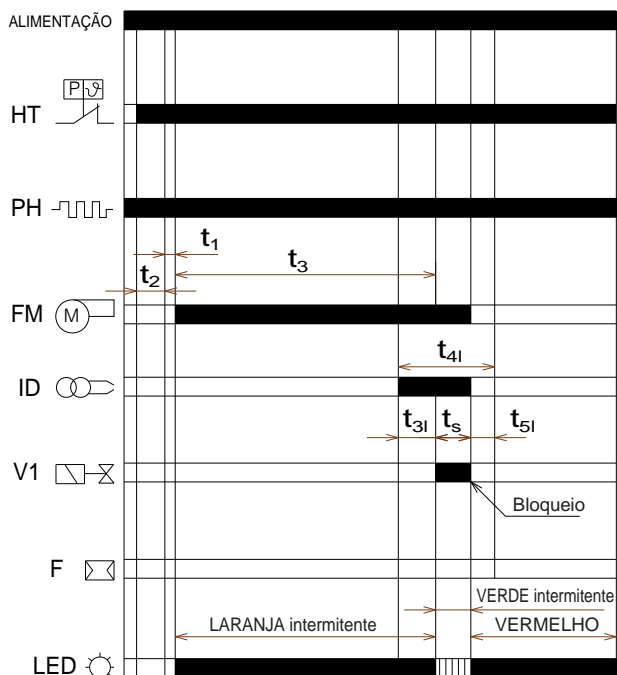 ALIMENTAÇÃO
P ϑ
HT
PH
t₁
t₃
t₂
FM M
t₄ₗ
ID
t₃ₗ tₛ t₅ₗ
V1
Bloqueio
F
VERDE intermitente
LARANJA intermitente VERMELHO
LED